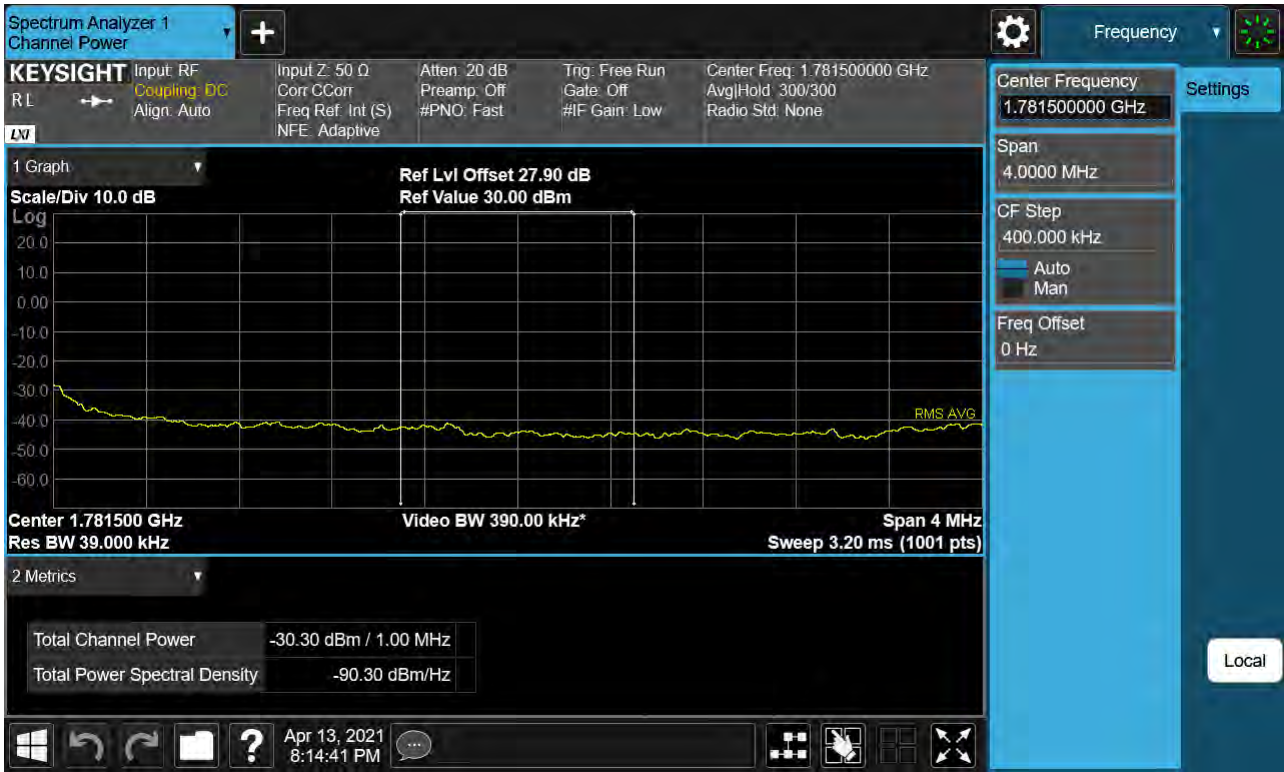 Spectrum Analyzer 1
Channel Power
+
Frequency
KEYSIGHT
RL
LXI
Input: RF
Coupling: DC
Align: Auto
Input Z: 50 Ω
Corr CCorr
Freq Ref: Int (S)
NFE: Adaptive
Atten: 20 dB
Preamp: Off
#PNO: Fast
Trig: Free Run
Gate: Off
#IF Gain: Low
Center Freq: 1.781500000 GHz
Avg|Hold: 300/300
Radio Std: None
Center Frequency
1.781500000 GHz
Settings
Span
4.0000 MHz
CF Step
400.000 kHz
Auto
Man
Freq Offset
0 Hz
1 Graph
Scale/Div 10.0 dB
Ref Lvl Offset 27.90 dB
Ref Value 30.00 dBm
Log
20.0
10.0
0.00
-10.0
-20.0
-30.0
-40.0
-50.0
-60.0
RMS AVG
Center 1.781500 GHz
Video BW 390.00 kHz*
Span 4 MHz
Res BW 39.000 kHz
Sweep 3.20 ms (1001 pts)
2 Metrics
Total Channel Power -30.30 dBm / 1.00 MHz
Total Power Spectral Density -90.30 dBm/Hz
Local
?
Apr 13, 2021
8:14:41 PM